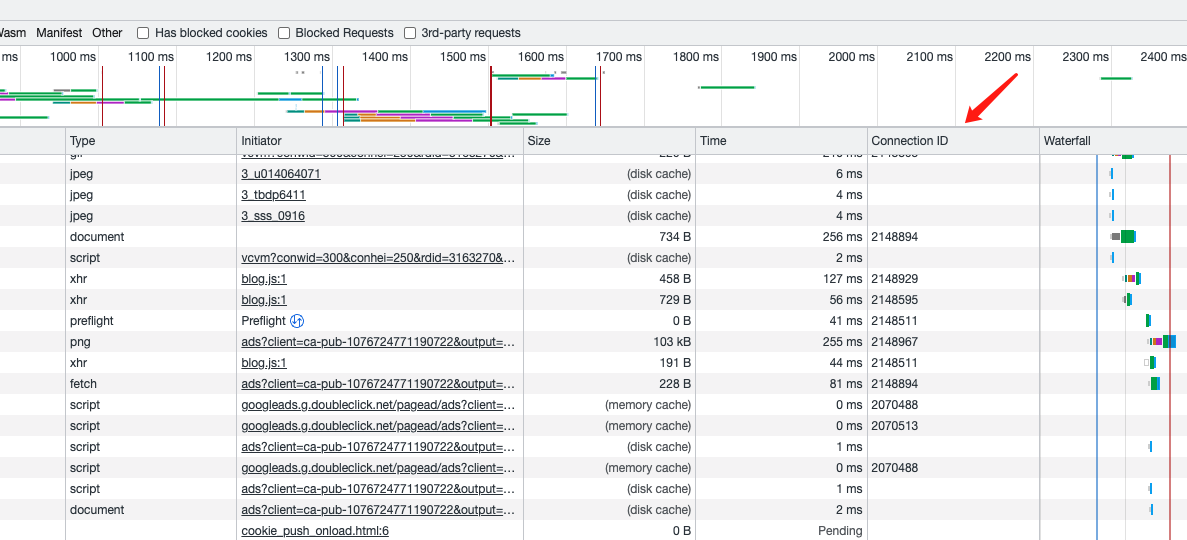 Wasm Manifest Other Has blocked cookies Blocked Requests 3rd-party requests
ms 1000 ms 1100 ms 1200 ms 1300 ms 1400 ms 1500 ms 1600 ms 1700 ms 1800 ms 1900 ms 2000 ms 2100 ms 2200 ms 2300 ms 2400 ms
Type Initiator Size Time Connection ID Waterfall
jpeg 3_u014064071 (disk cache) 6 ms
jpeg 3_tbdp6411 (disk cache) 4 ms
jpeg 3_sss_0916 (disk cache) 4 ms
document 734 B 256 ms 2148894
script vcvm?conwid=300&conhei=250&rdid=3163270&… (disk cache) 2 ms
xhr blog.js:1 458 B 127 ms 2148929
xhr blog.js:1 729 B 56 ms 2148595
preflight Preflight 0 B 41 ms 2148511
png ads?client=ca-pub-1076724771190722&output=… 103 kB 255 ms 2148967
xhr blog.js:1 191 B 44 ms 2148511
fetch ads?client=ca-pub-1076724771190722&output=… 228 B 81 ms 2148894
script googleads.g.doubleclick.net/pagead/ads?client=… (memory cache) 0 ms 2070488
script googleads.g.doubleclick.net/pagead/ads?client=… (memory cache) 0 ms 2070513
script ads?client=ca-pub-1076724771190722&output=… (disk cache) 1 ms
script googleads.g.doubleclick.net/pagead/ads?client=… (memory cache) 0 ms 2070488
script ads?client=ca-pub-1076724771190722&output=… (disk cache) 1 ms
document ads?client=ca-pub-1076724771190722&output=… (disk cache) 2 ms
cookie_push_onload.html:6 0 B Pending